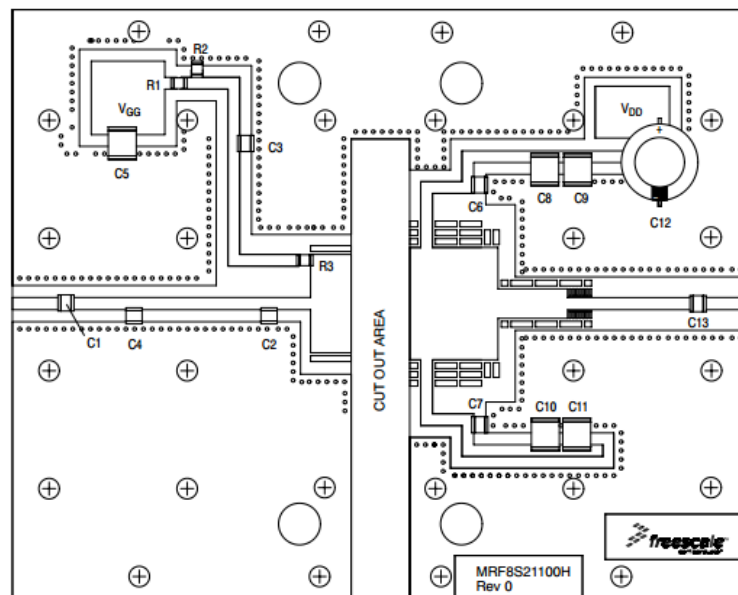 R2
R1
VGG
VDD
+
C3
C5
C6
C8
C9
C12
R3
C1
C4
C2
C13
CUT OUT AREA
C7
C10
C11
freescale
MRF8S21100H
Rev 0